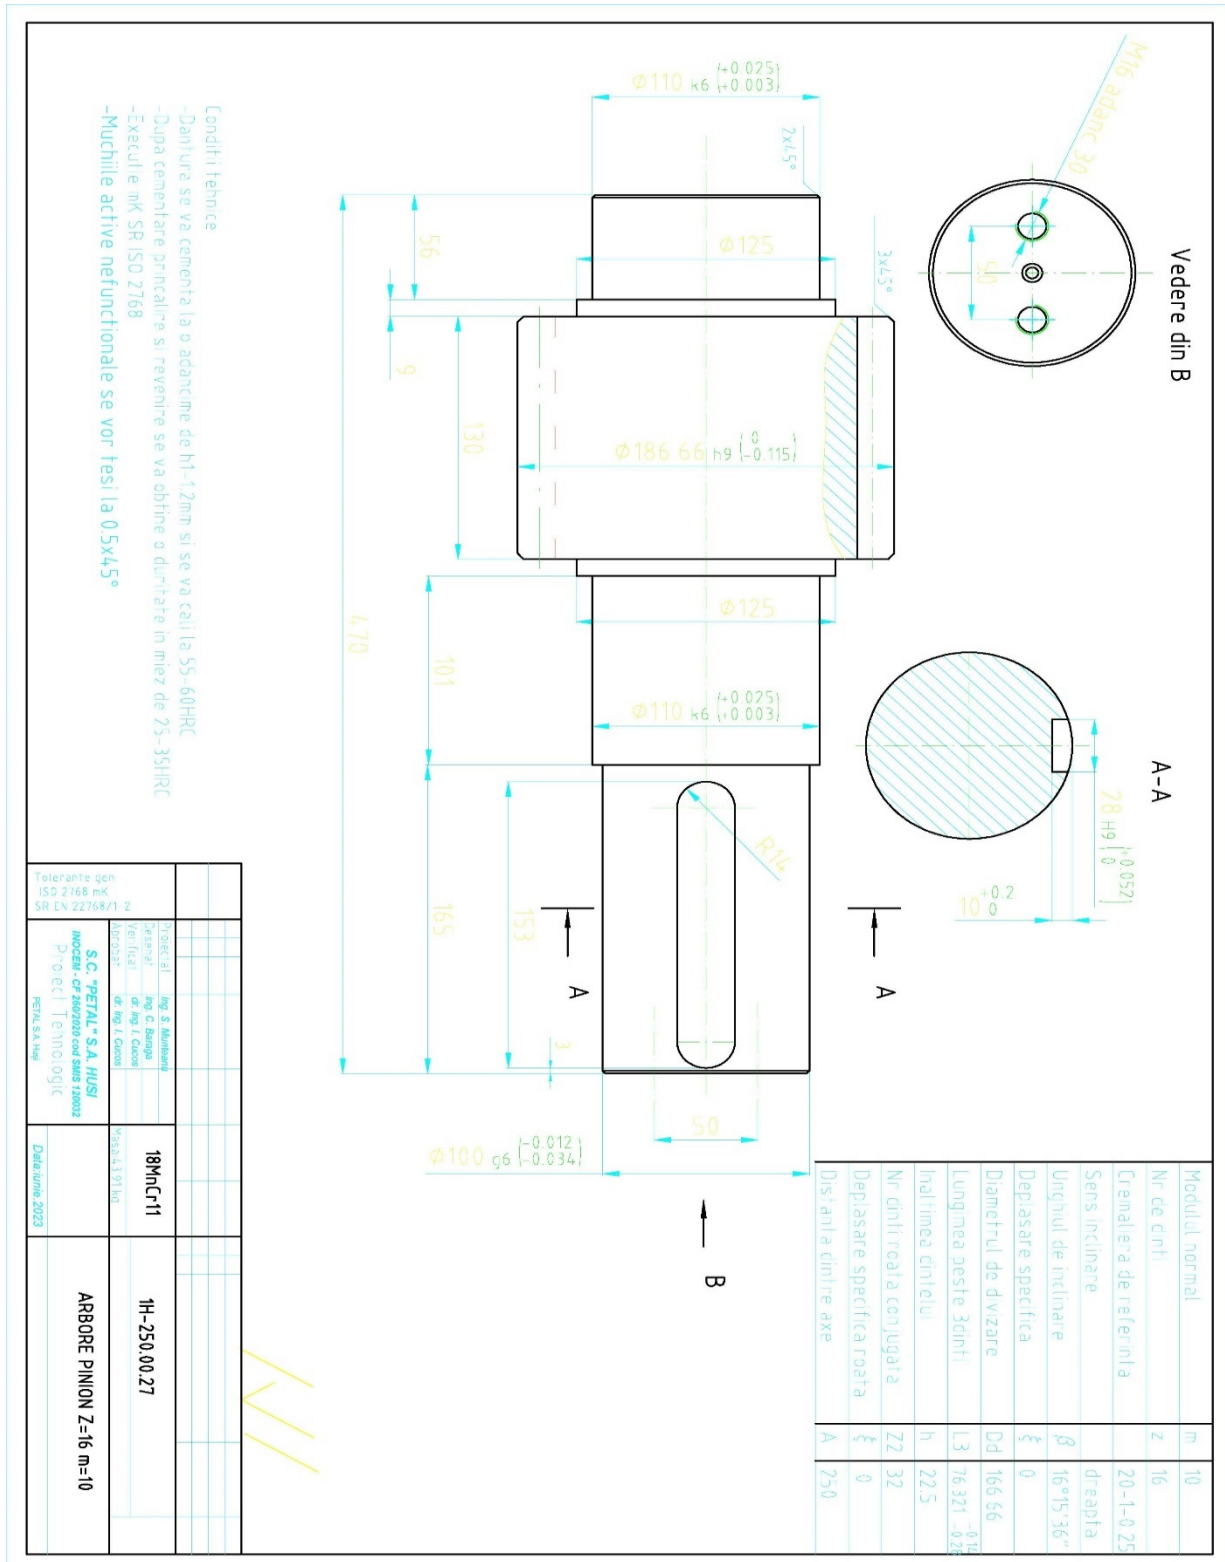 Vedere din B
M16 adanc 30
50
A-A
28 H9 (+0.052 0)
10 +0.2 0
Ø110 k6 (+0.025 +0.003)
2x45°
Ø125
3x45°
Ø186.66 h9 (0 -0.115)
Ø125
Ø110 k6 (+0.025 +0.003)
R14
A
A
56
9
130
101
165
153
3
50
470
Ø100 g6 (-0.012 -0.034)
B
Conditii tehnice
-Dantura se va cementa la o adancime de h1-1.2mm si se va cali la 55-60HRC
-Dupa cementare princalire si revenire se va obtine o duritate in miez de 25-35HRC
-Executie mK SR ISO 2768
-Muchiile active nefunctionale se vor tesi la 0.5x45°
Modulul normal m 10
Nr de dinti z 16
Cremaliera de referinta 20-1-0.25
Sens inclinare dreapta
Unghiul de inclinare β 16°15'36"
Deplasare specifica ξ 0
Diametrul de divizare Dd 166.66
Lungimea peste 3dinti L3 76.321
Inaltimea dintelui h 22.5
Nr dinti roata conjugata Z2 32
Deplasare specifica roata ξ 0
Distanta dintre axe A 250
Tolerante gen
ISO 2768 mK
SR EN 22768/1-2
Proiectat Ing. S. Munteanu
Desenat Ing. C. Baraga
Verificat dr. ing. I. Cucos
Aprobat dr. ing. I. Cucos
S.C. "PETAL" S.A. HUSI
INOCEM - CF 260/2020 cod SMIS 120032
Proiect Tehnologic
PETAL S.A. Huși
18MnCr11
Masa:43.91 kg
Data:iunie.2023
1H-250.00.27
ARBORE PINION Z=16 m=10